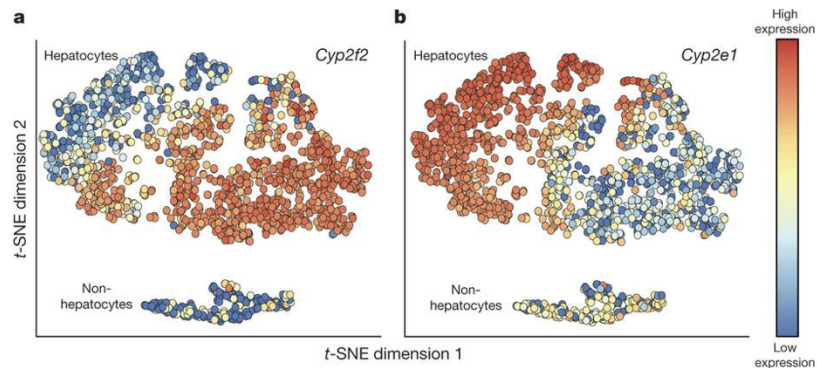 a
b
High
expression
Hepatocytes
Cyp2f2
Hepatocytes
Cyp2e1
t-SNE dimension 2
Non-
hepatocytes
Non-
hepatocytes
t-SNE dimension 1
Low
expression